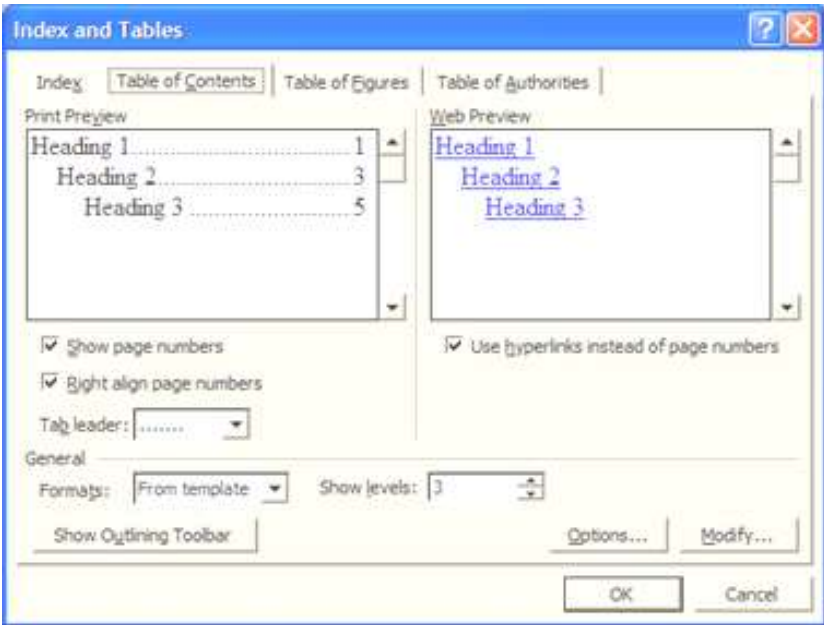 Index and Tables
Index Table of Contents Table of Figures Table of Authorities
Print Preview
Heading 1.......................................1
Heading 2...................................3
Heading 3 ..............................5
Web Preview
Heading 1
Heading 2
Heading 3
Show page numbers
Right align page numbers
Tab leader: .......
Use hyperlinks instead of page numbers
General
Formats: From template Show levels: 3
Show Outlining Toolbar Options... Modify...
OK Cancel